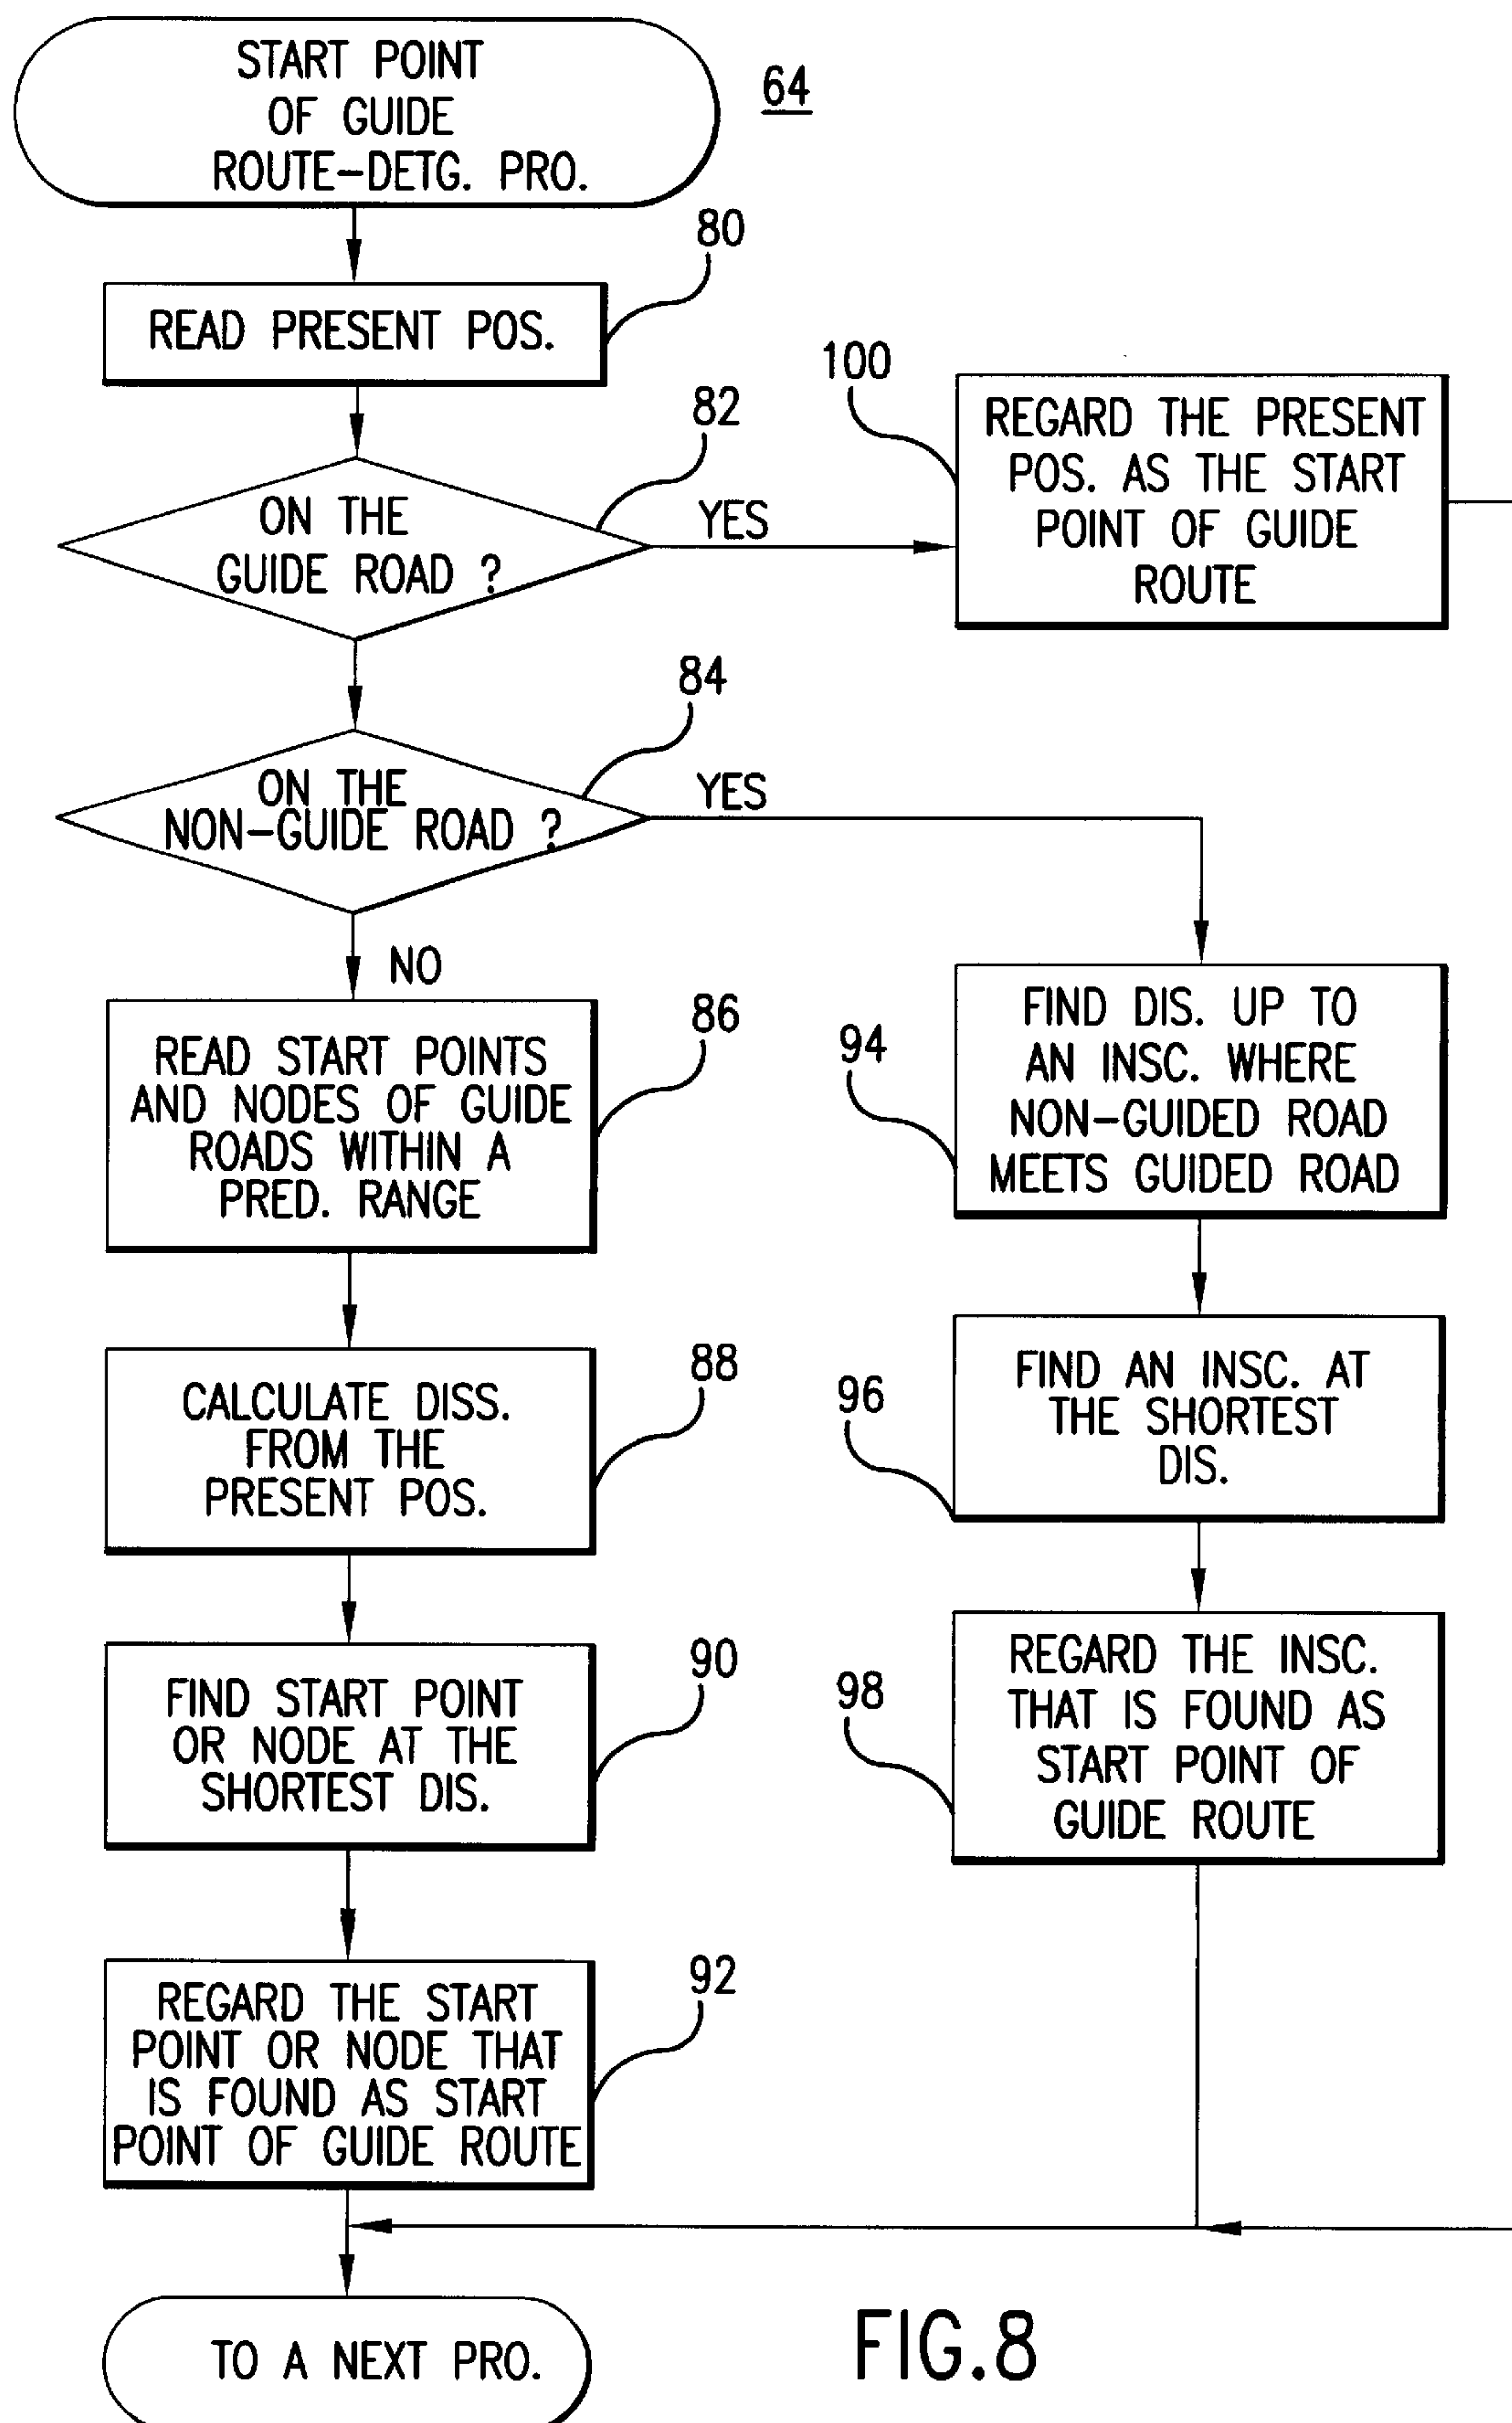 START POINT
OF GUIDE
ROUTE-DETG. PRO.
64
80
READ PRESENT POS.
82
ON THE
GUIDE ROAD ?
YES
100
REGARD THE PRESENT
POS. AS THE START
POINT OF GUIDE
ROUTE
84
ON THE
NON-GUIDE ROAD ?
YES
NO
86
READ START POINTS
AND NODES OF GUIDE
ROADS WITHIN A
PRED. RANGE
94
FIND DIS. UP TO
AN INSC. WHERE
NON-GUIDED ROAD
MEETS GUIDED ROAD
88
CALCULATE DISS.
FROM THE
PRESENT POS.
96
FIND AN INSC. AT
THE SHORTEST
DIS.
90
FIND START POINT
OR NODE AT THE
SHORTEST DIS.
98
REGARD THE INSC.
THAT IS FOUND AS
START POINT OF
GUIDE ROUTE
92
REGARD THE START
POINT OR NODE THAT
IS FOUND AS START
POINT OF GUIDE ROUTE
TO A NEXT PRO.
FIG.8